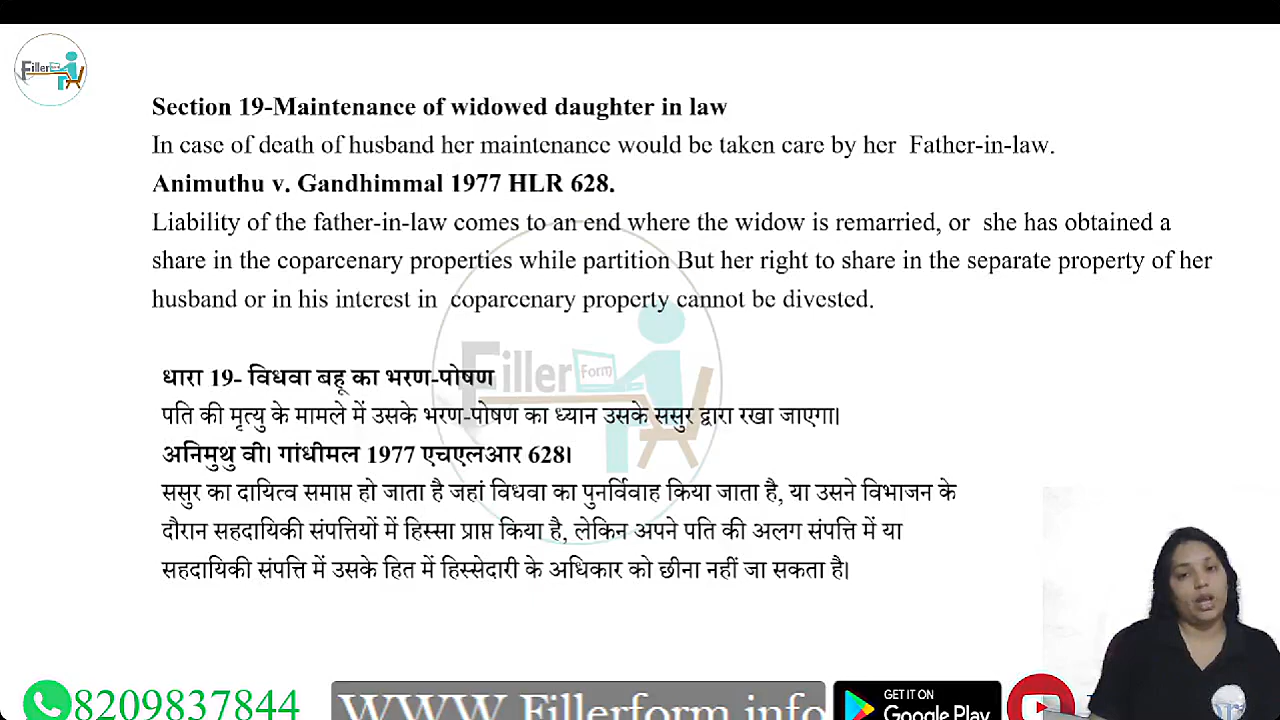 Filler
Section 19-Maintenance of widowed daughter in law
In case of death of husband her maintenance would be taken care by her Father-in-law.
Animuthu v. Gandhimmal 1977 HLR 628.
Liability of the father-in-law comes to an end where the widow is remarried, or she has obtained a
share in the coparcenary properties while partition But her right to share in the separate property of her
husband or in his interest in coparcenary property cannot be divested.
Filler Form
धारा 19- विधवा बहू का भरण-पोषण
पति की मृत्यु के मामले में उसके भरण-पोषण का ध्यान उसके ससुर द्वारा रखा जाएगा।
अनिमुथु वी। गांधीमल 1977 एचएलआर 628।
ससुर का दायित्व समाप्त हो जाता है जहां विधवा का पुनर्विवाह किया जाता है, या उसने विभाजन के
दौरान सहदायिकी संपत्तियों में हिस्सा प्राप्त किया है, लेकिन अपने पति की अलग संपत्ति में या
सहदायिकी संपत्ति में उसके हित में हिस्सेदारी के अधिकार को छीना नहीं जा सकता है।
8209837844
WWW.Fillerform.info
GET IT ON
Google Play